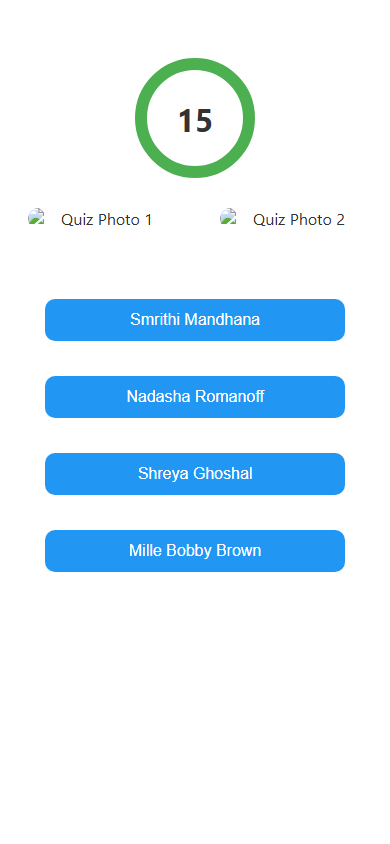 15
Quiz Photo 1 Quiz Photo 2
Smrithi Mandhana
Nadasha Romanoff
Shreya Ghoshal
Mille Bobby Brown